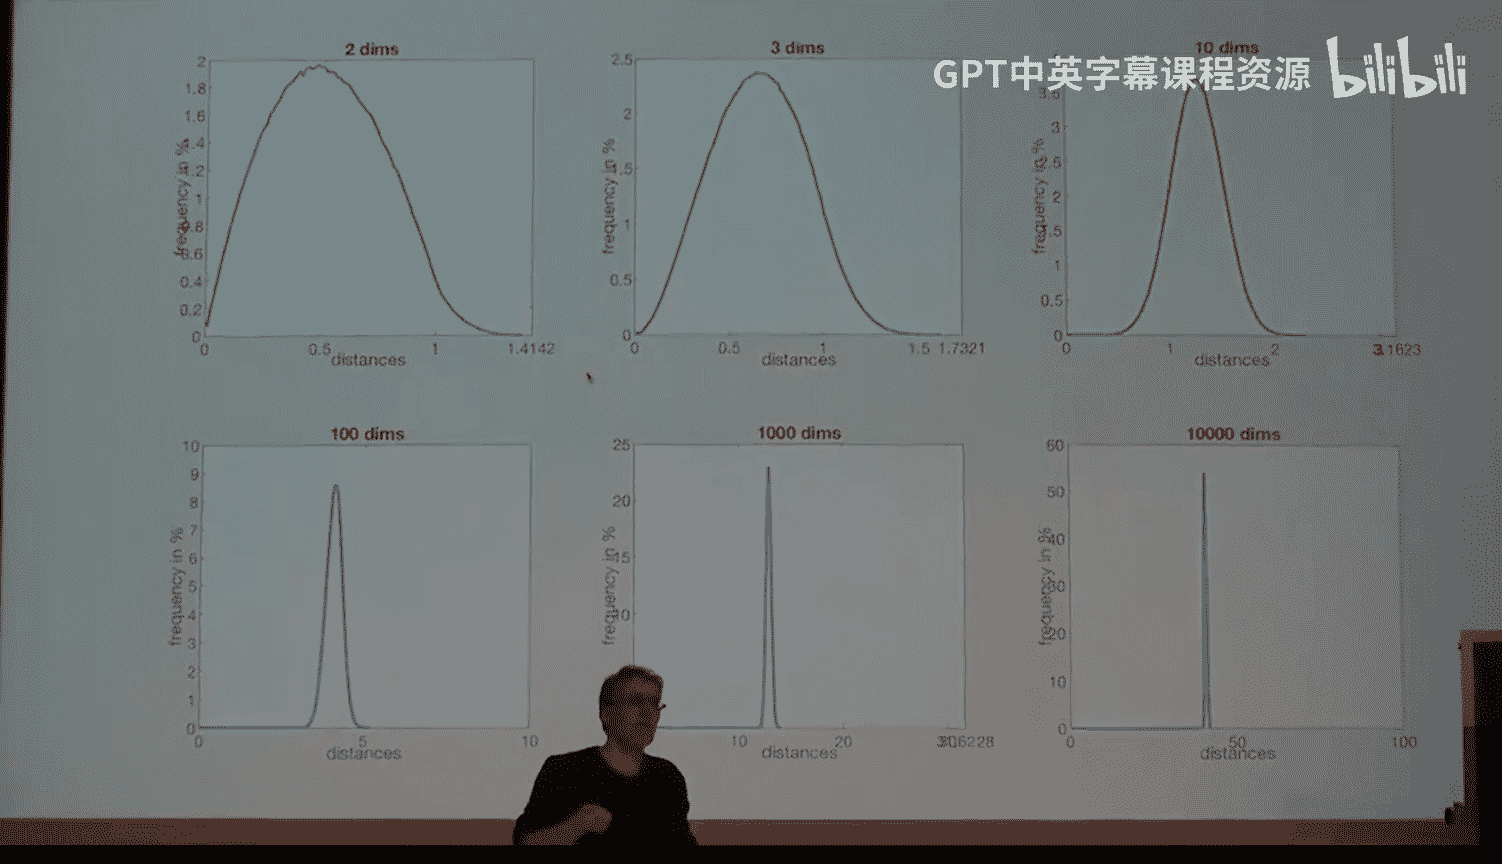 GPT中英字幕课程资源 bilibili
2 dims
2
1.8
1.6
1.4
1.2
1
0.8
0.6
0.4
0.2
0
frequency in %
0 0.5 1 1.4142
distances
3 dims
2.5
2
1.5
1
0.5
0
frequency in %
0 0.5 1 1.5 1.7321
distances
10 dims
3.5
3
2.5
2
1.5
1
0.5
0
frequency in %
0 1 2 3.1623
distances
100 dims
10
9
8
7
6
5
4
3
2
1
0
frequency in %
0 5 10
distances
1000 dims
25
20
15
10
frequency in %
10 20
distances
10000 dims
60
50
40
30
20
10
0
frequency in %
0 50 100
distances